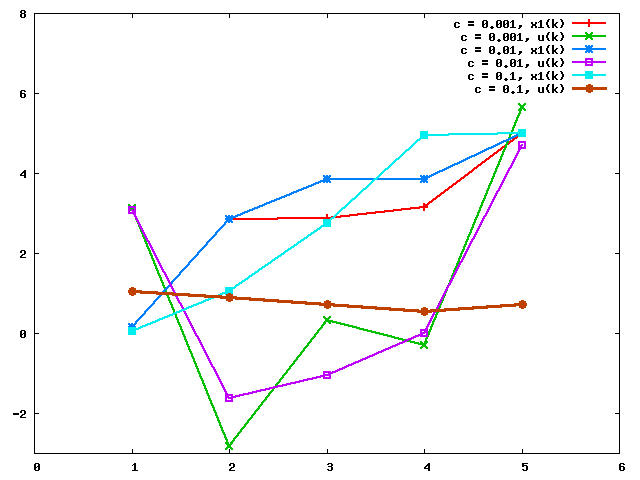 8
c = 0.001, x1(k)
c = 0.001, u(k)
c = 0.01, x1(k)
c = 0.01, u(k)
c = 0.1, x1(k)
c = 0.1, u(k)
6
4
2
0
-2
0 1 2 3 4 5 6